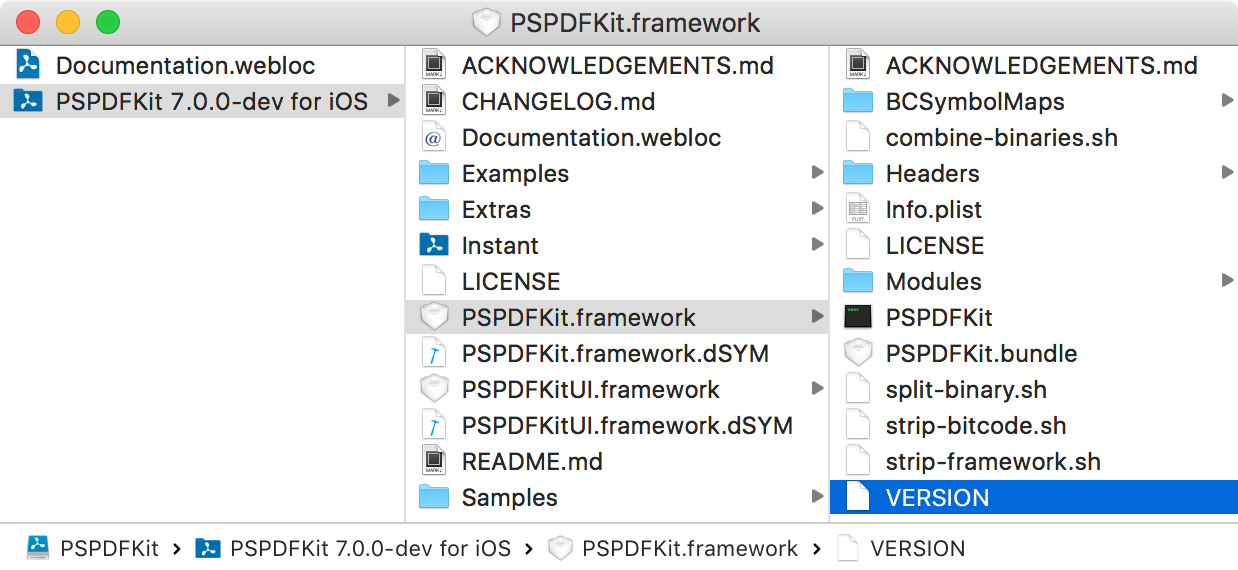 PSPDFKit.framework
Documentation.webloc
PSPDFKit 7.0.0-dev for iOS
ACKNOWLEDGEMENTS.md
CHANGELOG.md
Documentation.webloc
Examples
Extras
Instant
LICENSE
PSPDFKit.framework
PSPDFKit.framework.dSYM
PSPDFKitUI.framework
PSPDFKitUI.framework.dSYM
README.md
Samples
ACKNOWLEDGEMENTS.md
BCSymbolMaps
combine-binaries.sh
Headers
Info.plist
LICENSE
Modules
PSPDFKit
PSPDFKit.bundle
split-binary.sh
strip-bitcode.sh
strip-framework.sh
VERSION
PSPDFKit › PSPDFKit 7.0.0-dev for iOS › PSPDFKit.framework › VERSION